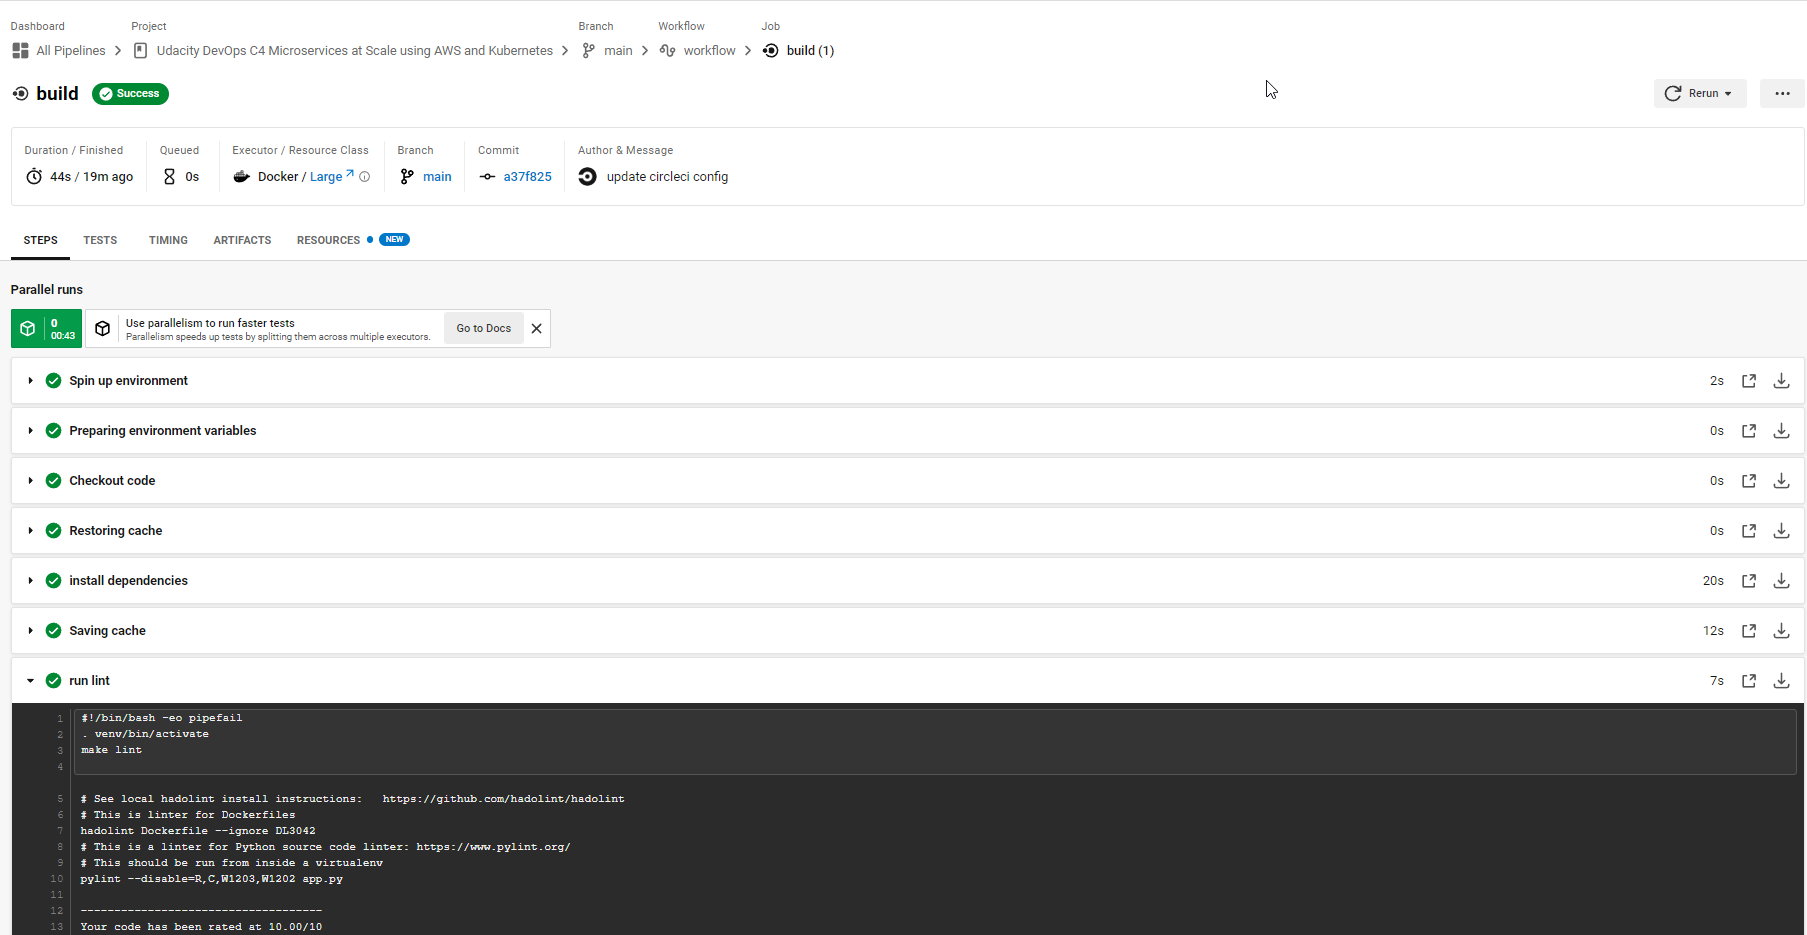 Dashboard Project Branch Workflow Job
All Pipelines Udacity DevOps C4 Microservices at Scale using AWS and Kubernetes main workflow build (1)
build Success Rerun
Duration / Finished Queued Executor / Resource Class Branch Commit Author & Message
44s / 19m ago 0s Docker / Large main a37f825 update circleci config
STEPS TESTS TIMING ARTIFACTS RESOURCES NEW
Parallel runs
0
00:43
Use parallelism to run faster tests
Parallelism speeds up tests by splitting them across multiple executors.
Go to Docs
Spin up environment 2s
Preparing environment variables 0s
Checkout code 0s
Restoring cache 0s
install dependencies 20s
Saving cache 12s
run lint 7s
1 #!/bin/bash -eo pipefail
2 . venv/bin/activate
3 make lint
4
5 # See local hadolint install instructions:   https://github.com/hadolint/hadolint
6 # This is linter for Dockerfiles
7 hadolint Dockerfile --ignore DL3042
8 # This is a linter for Python source code linter: https://www.pylint.org/
9 # This should be run from inside a virtualenv
10 pylint --disable=R,C,W1203,W1202 app.py
11
12 ------------------------------------
13 Your code has been rated at 10.00/10